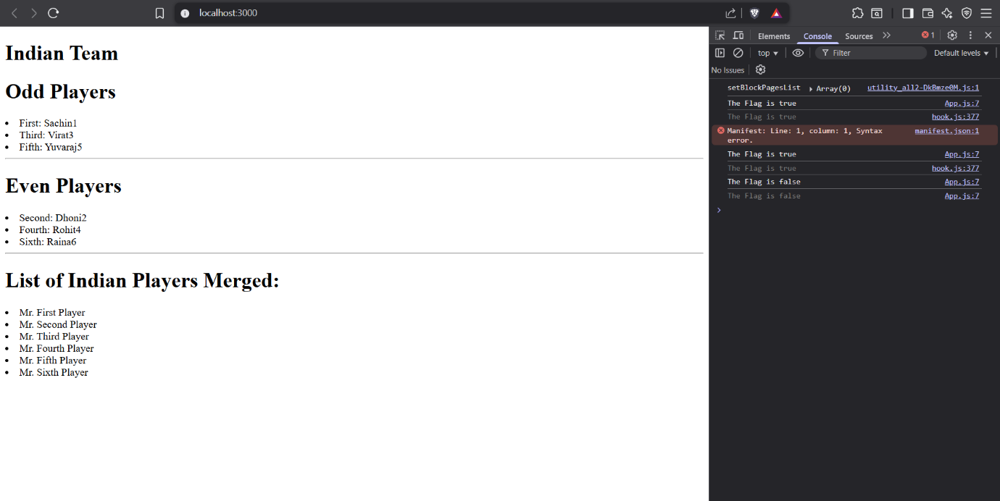 localhost:3000
Indian Team
Odd Players
First: Sachin1
Third: Virat3
Fifth: Yuvaraj5
Even Players
Second: Dhoni2
Fourth: Rohit4
Sixth: Raina6
List of Indian Players Merged:
Mr. First Player
Mr. Second Player
Mr. Third Player
Mr. Fourth Player
Mr. Fifth Player
Mr. Sixth Player
Elements Console Sources 1
top Filter Default levels
No Issues
setBlockPagesList Array(0) utility_all2-DkBmze0M.js:1
The Flag is true App.js:7
The Flag is true hook.js:377
Manifest: Line: 1, column: 1, Syntax manifest.json:1
error.
The Flag is true App.js:7
The Flag is true hook.js:377
The Flag is false App.js:7
The Flag is false App.js:7